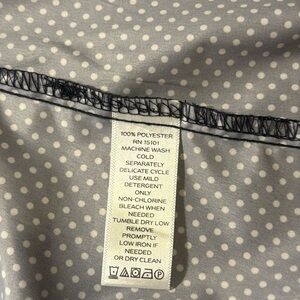 100% POLYESTER
RN 15101
MACHINE WASH
COLD
SEPARATELY
DELICATE CYCLE
USE MILD
DETERGENT
ONLY
NON-CHLORINE
BLEACH WHEN
NEEDED
TUMBLE DRY LOW
REMOVE
PROMPTLY
LOW IRON IF
NEEDED
OR DRY CLEAN